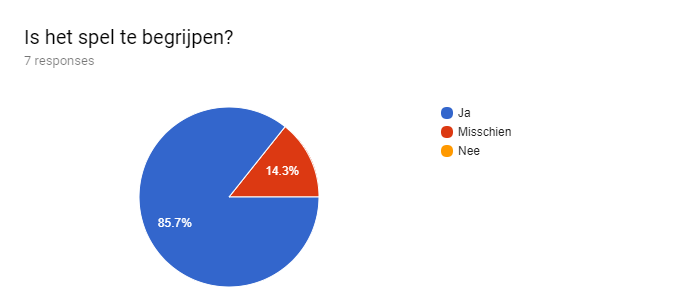 Is het spel te begrijpen?
7 responses
Ja
Misschien
Nee
14.3%
85.7%